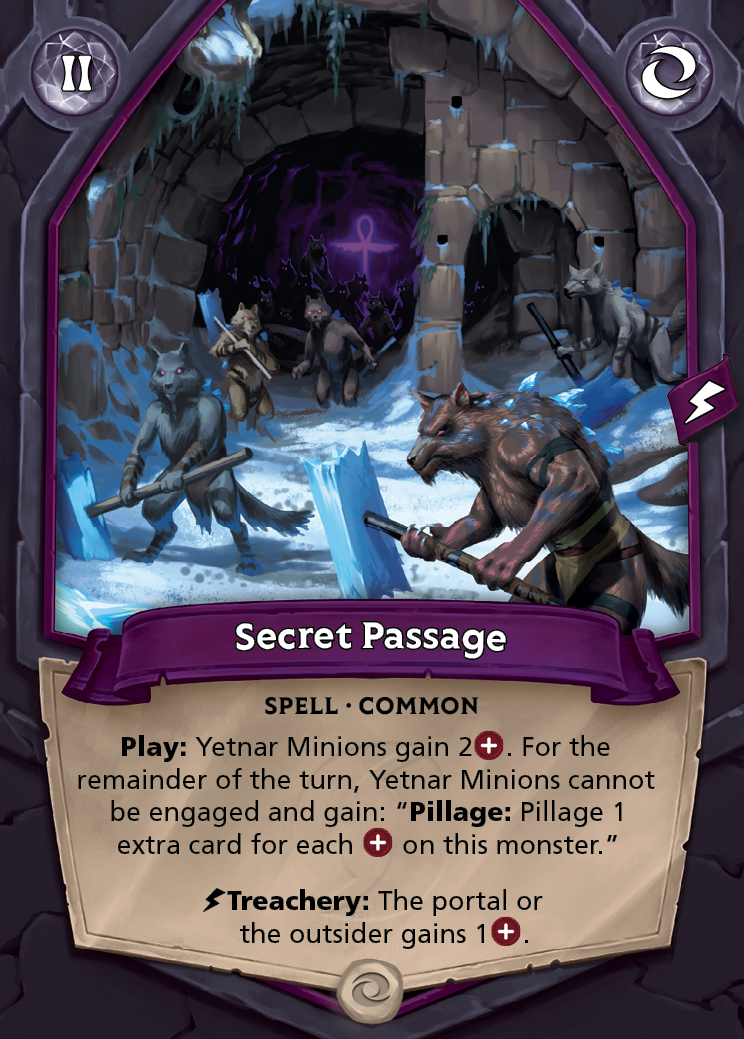 II
Secret Passage
SPELL · COMMON
Play: Yetnar Minions gain 2+. For the
remainder of the turn, Yetnar Minions cannot
be engaged and gain: “Pillage: Pillage 1
extra card for each + on this monster.”
Treachery: The portal or
the outsider gains 1+.